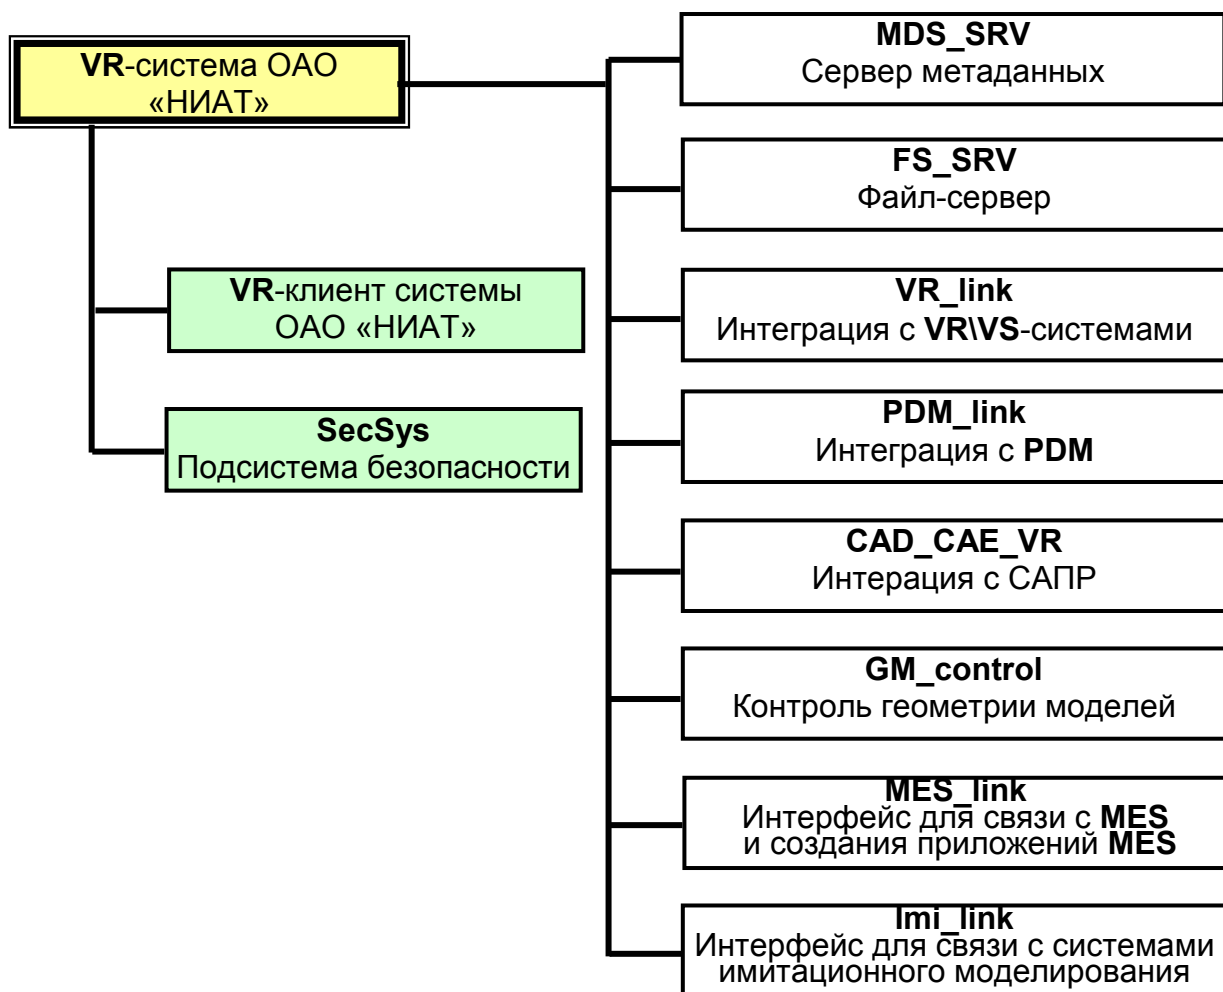 VR-система ОАО
«НИАТ»
VR-клиент системы
ОАО «НИАТ»
SecSys
Подсистема безопасности
MDS_SRV
Сервер метаданных
FS_SRV
Файл-сервер
VR_link
Интеграция с VR\VS-системами
PDM_link
Интеграция с PDM
CAD_CAE_VR
Интерация с САПР
GM_control
Контроль геометрии моделей
MES_link
Интерфейс для связи с MES
и создания приложений MES
Imi_link
Интерфейс для связи с системами
имитационного моделирования